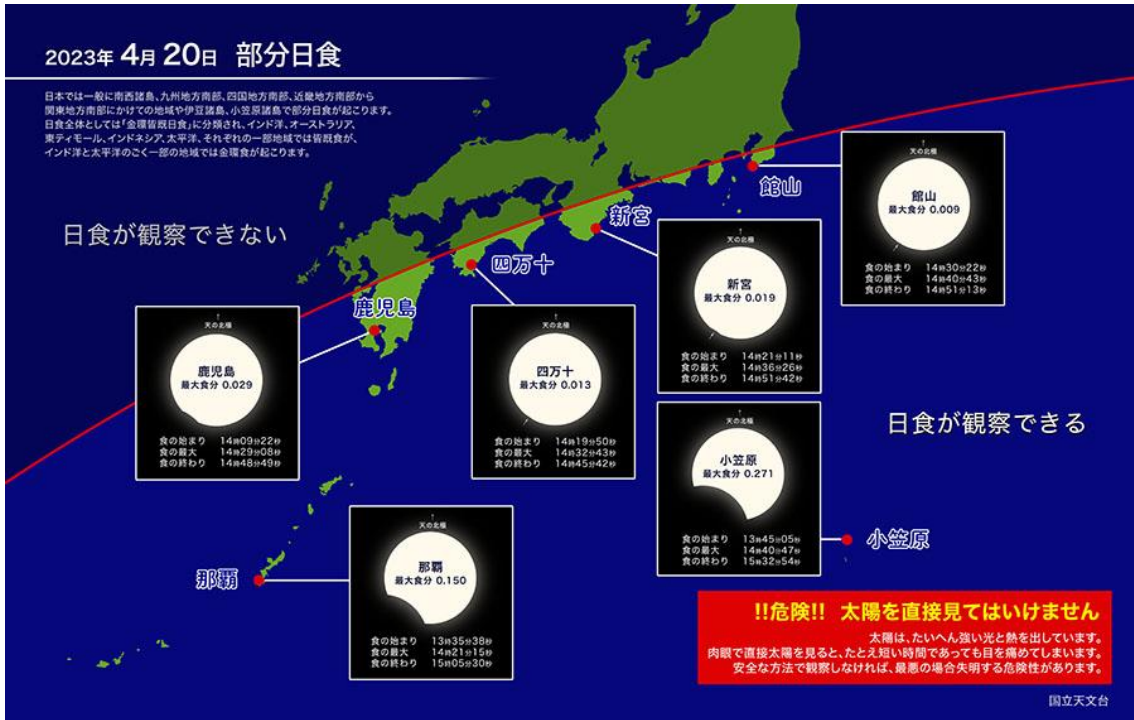 2023年 4月 20日 部分日食
日本では一般に南西諸島、九州地方南部、四国地方南部、近畿地方南部から
関東地方南部にかけての地域や伊豆諸島、小笠原諸島で部分日食が起こります。
日食全体としては「金環皆既日食」に分類され、インド洋、オーストラリア、
東ティモール、インドネシア、太平洋、それぞれの一部地域では皆既食が、
インド洋と太平洋のごく一部の地域では金環食が起こります。
日食が観察できない
館山
天の北極
館山
最大食分 0.009
食の始まり 14時30分22秒
食の最大 14時40分43秒
食の終わり 14時51分13秒
新宮
天の北極
新宮
最大食分 0.019
食の始まり 14時21分11秒
食の最大 14時36分26秒
食の終わり 14時51分42秒
四万十
天の北極
四万十
最大食分 0.013
食の始まり 14時19分50秒
食の最大 14時32分43秒
食の終わり 14時45分42秒
鹿児島
天の北極
鹿児島
最大食分 0.029
食の始まり 14時09分22秒
食の最大 14時29分08秒
食の終わり 14時48分49秒
日食が観察できる
天の北極
小笠原
最大食分 0.271
食の始まり 13時45分05秒
食の最大 14時40分47秒
食の終わり 15時32分54秒
小笠原
那覇
天の北極
那覇
最大食分 0.150
食の始まり 13時35分38秒
食の最大 14時21分15秒
食の終わり 15時05分30秒
!!危険!! 太陽を直接見てはいけません
太陽は、たいへん強い光と熱を出しています。
肉眼で直接太陽を見ると、たとえ短い時間であっても目を痛めてしまいます。
安全な方法で観察しなければ、最悪の場合失明する危険性があります。
国立天文台